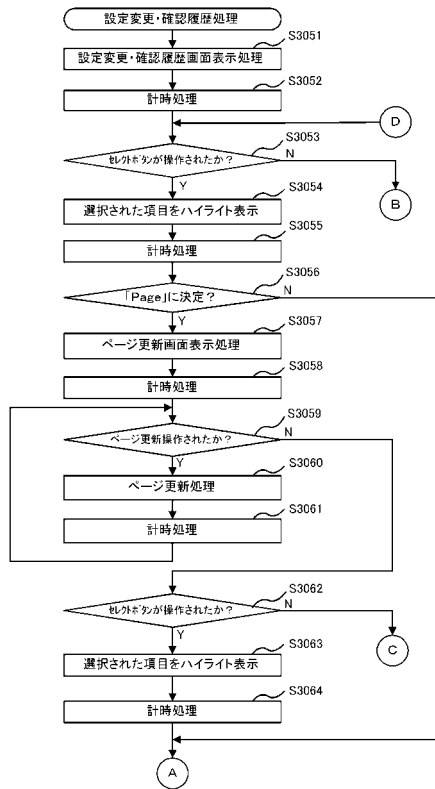 設定変更・確認履歴処理
S3051
設定変更・確認履歴画面表示処理
S3052
計時処理
D
S3053
セレクトボタンが操作されたか？
N
Y
B
S3054
選択された項目をハイライト表示
S3055
計時処理
S3056
「Page」に決定？
N
Y
S3057
ページ更新画面表示処理
S3058
計時処理
S3059
ページ更新操作されたか？
N
Y
S3060
ページ更新処理
S3061
計時処理
S3062
セレクトボタンが操作されたか？
N
Y
C
S3063
選択された項目をハイライト表示
S3064
計時処理
A